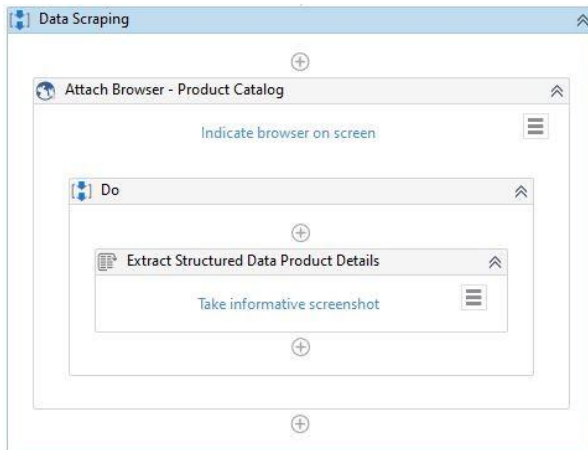 Data Scraping
Attach Browser - Product Catalog
Indicate browser on screen
Do
Extract Structured Data Product Details
Take informative screenshot